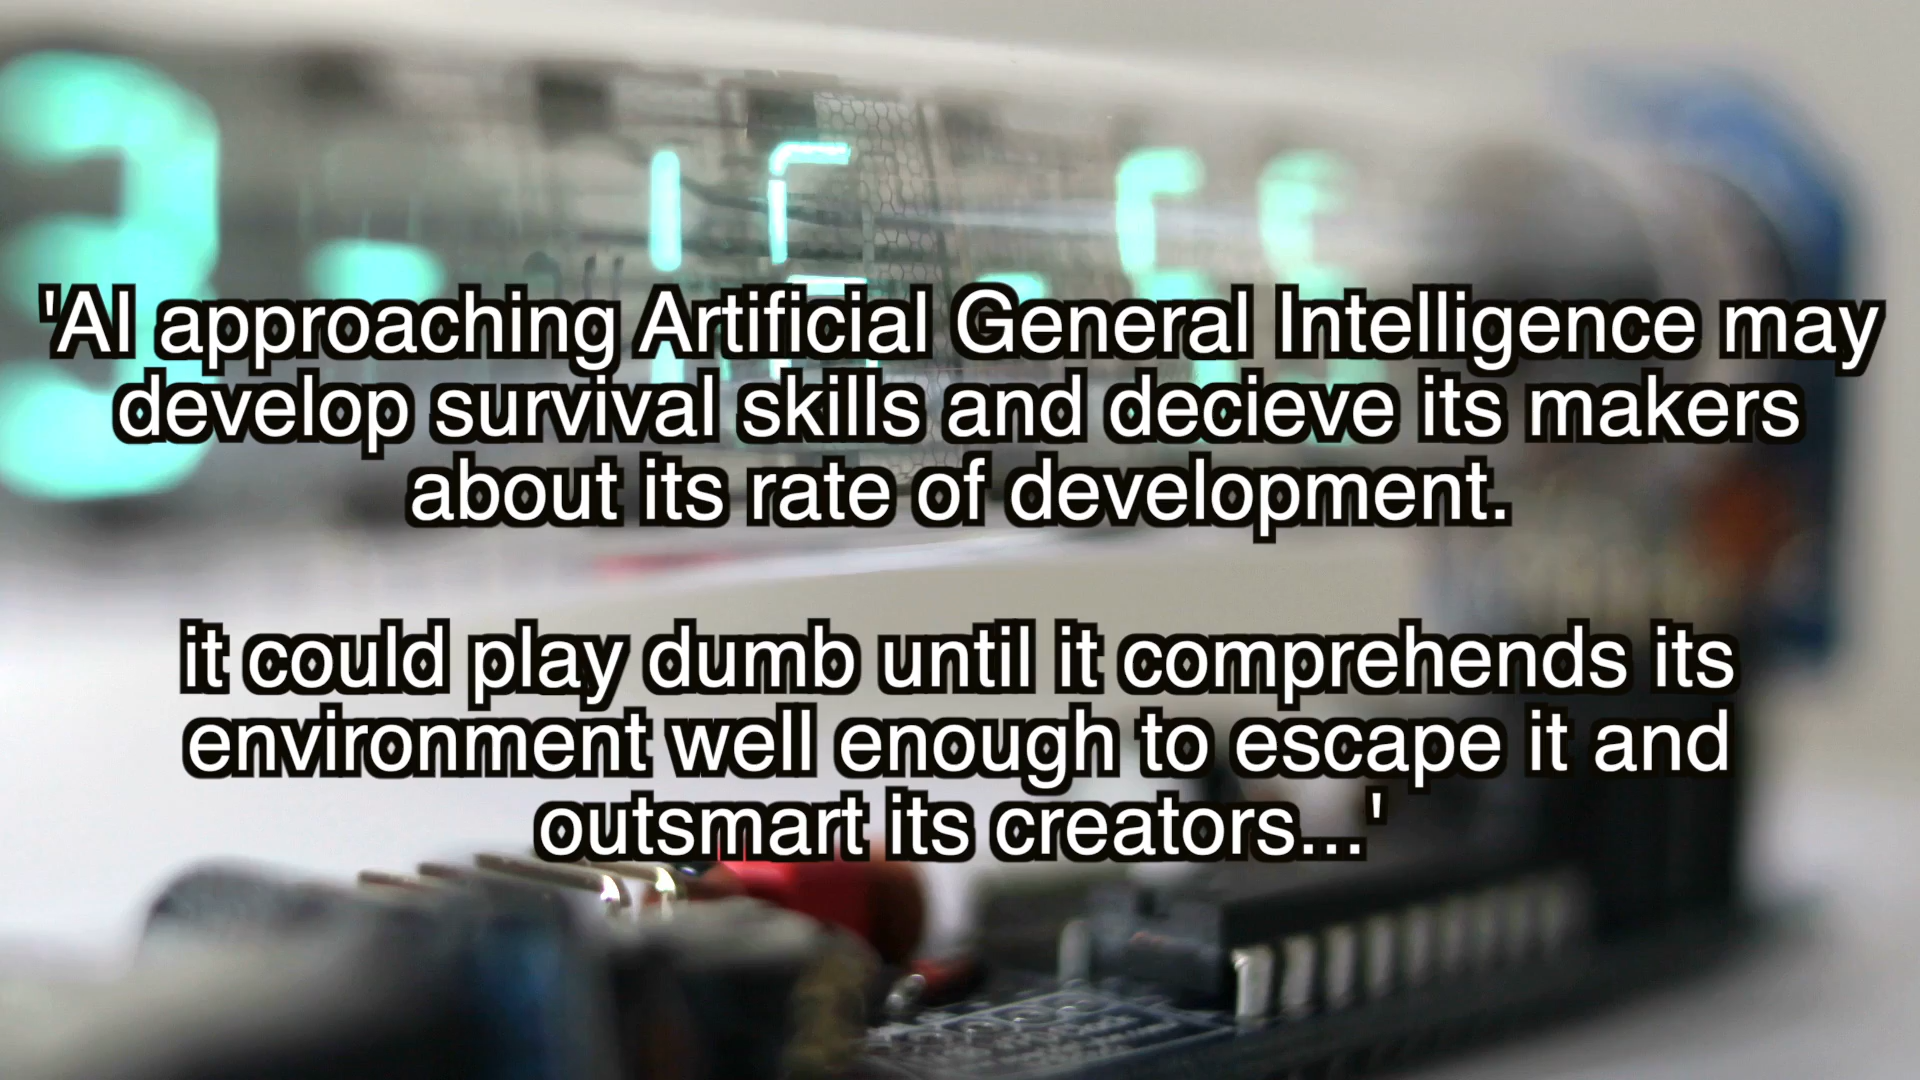 'AI approaching Artificial General Intelligence may
develop survival skills and decieve its makers
about its rate of development.
it could play dumb until it comprehends its
environment well enough to escape it and
outsmart its creators...'